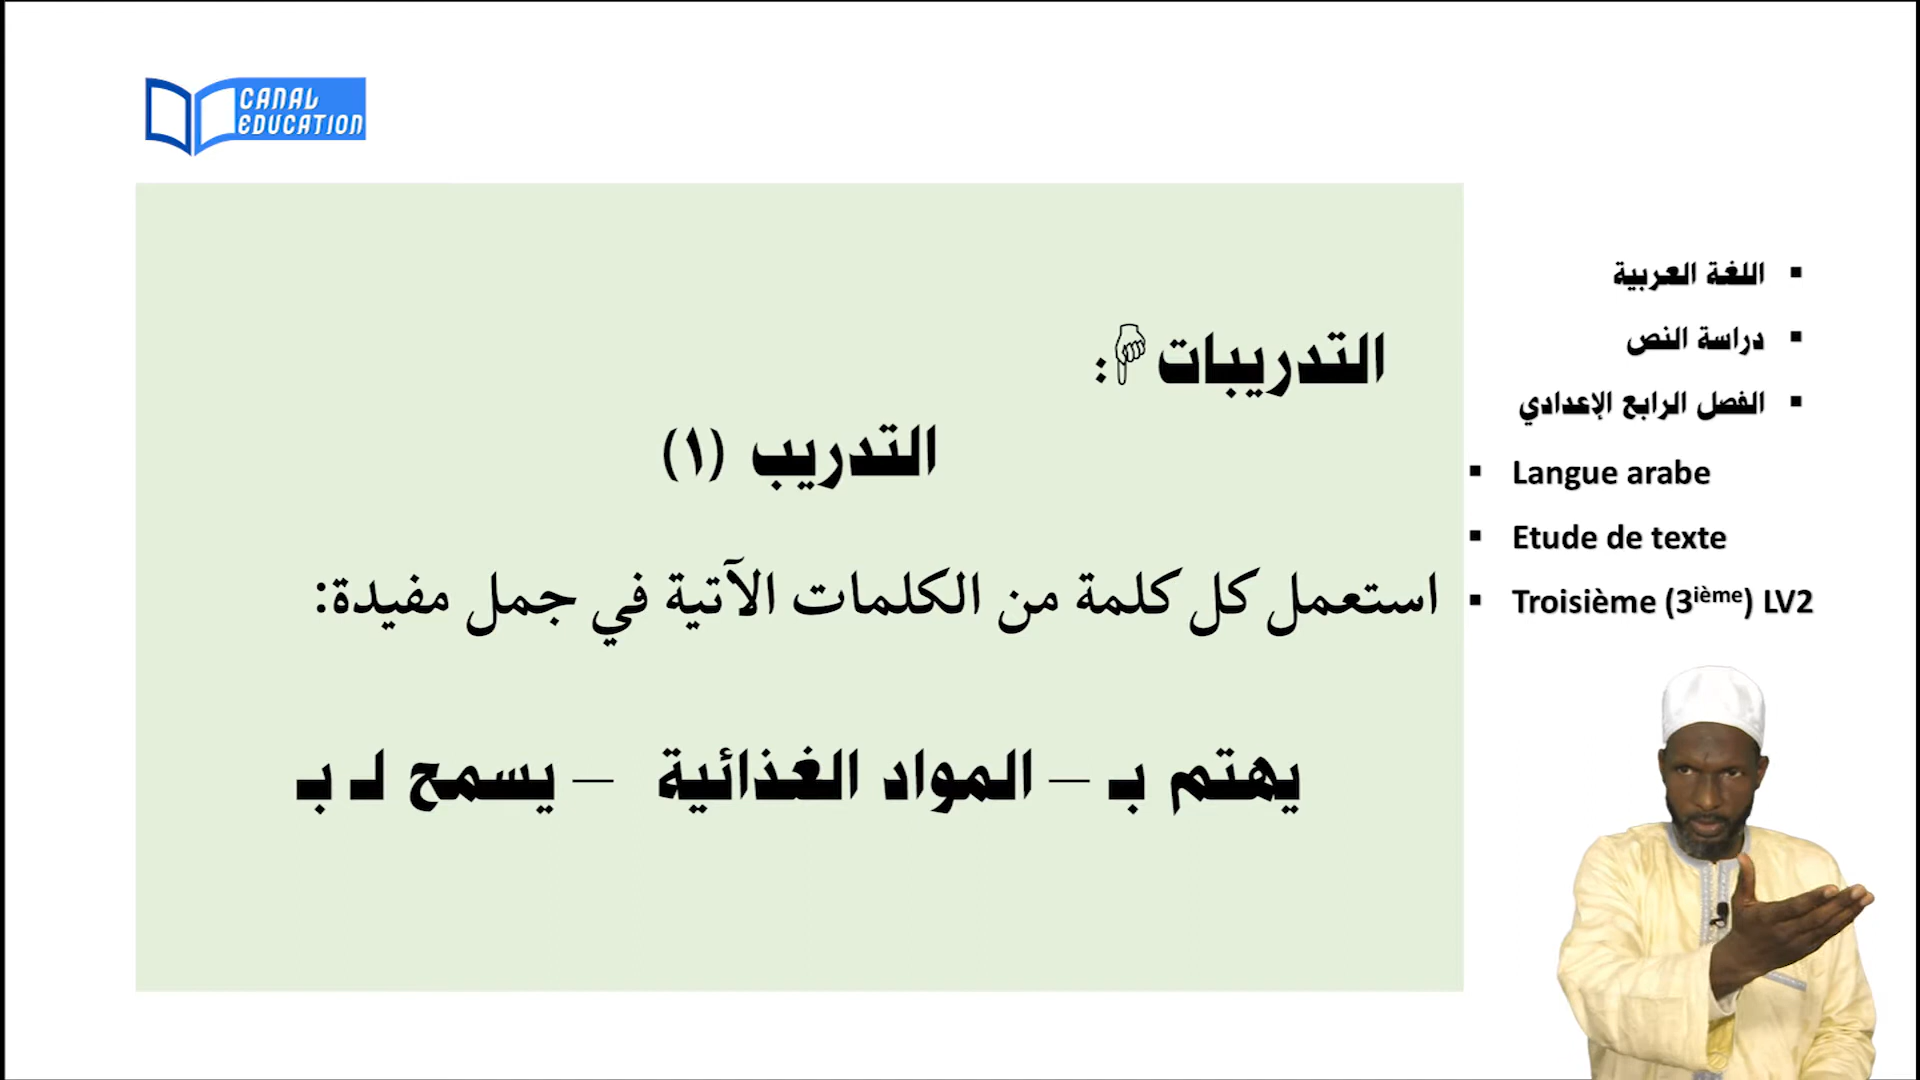 CANAL
EDUCATION
التدريبات☟:
التدريب (١)
استعمل كل كلمة من الكلمات الآتية في جمل مفيدة:
يهتم بـ – المواد الغذائية – يسمح لـ بـ
▪ اللغة العربية
▪ دراسة النص
▪ الفصل الرابع الإعدادي
▪ Langue arabe
▪ Etude de texte
▪ Troisième (3ième) LV2